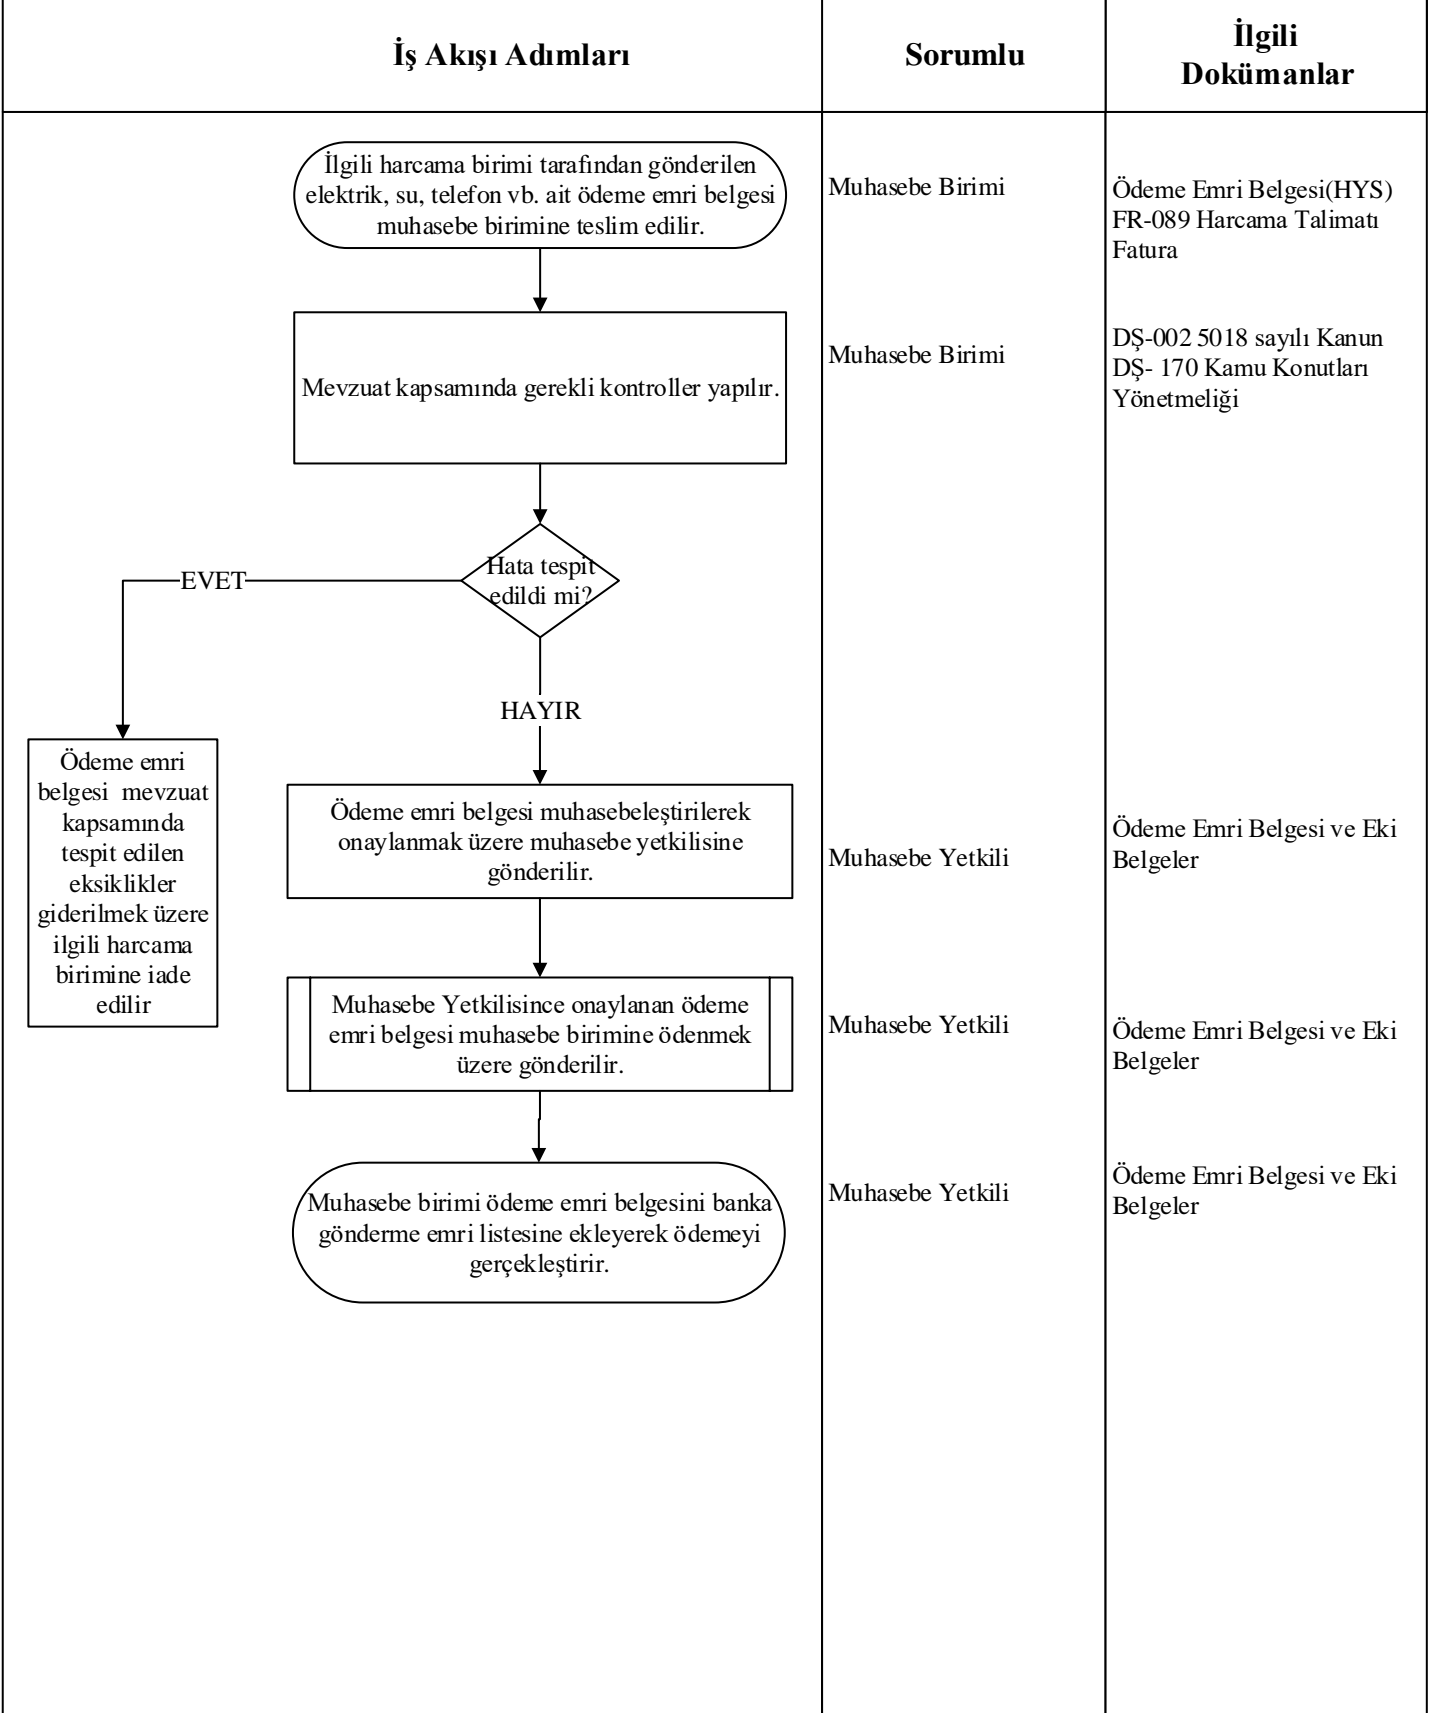 İş Akışı Adımları
Sorumlu
İlgili
Dokümanlar
İlgili harcama birimi tarafından gönderilen
elektrik, su, telefon vb. ait ödeme emri belgesi
muhasebe birimine teslim edilir.
Muhasebe Birimi
Ödeme Emri Belgesi(HYS)
FR-089 Harcama Talimatı
Fatura
Mevzuat kapsamında gerekli kontroller yapılır.
Muhasebe Birimi
DŞ-002 5018 sayılı Kanun
DŞ- 170 Kamu Konutları
Yönetmeliği
Hata tespit
edildi mi?
EVET
HAYIR
Ödeme emri
belgesi  mevzuat
kapsamında
tespit edilen
eksiklikler
giderilmek üzere
ilgili harcama
birimine iade
edilir
Ödeme emri belgesi muhasebeleştirilerek
onaylanmak üzere muhasebe yetkilisine
gönderilir.
Muhasebe Yetkili
Ödeme Emri Belgesi ve Eki
Belgeler
Muhasebe Yetkilisince onaylanan ödeme
emri belgesi muhasebe birimine ödenmek
üzere gönderilir.
Muhasebe Yetkili
Ödeme Emri Belgesi ve Eki
Belgeler
Muhasebe birimi ödeme emri belgesini banka
gönderme emri listesine ekleyerek ödemeyi
gerçekleştirir.
Muhasebe Yetkili
Ödeme Emri Belgesi ve Eki
Belgeler